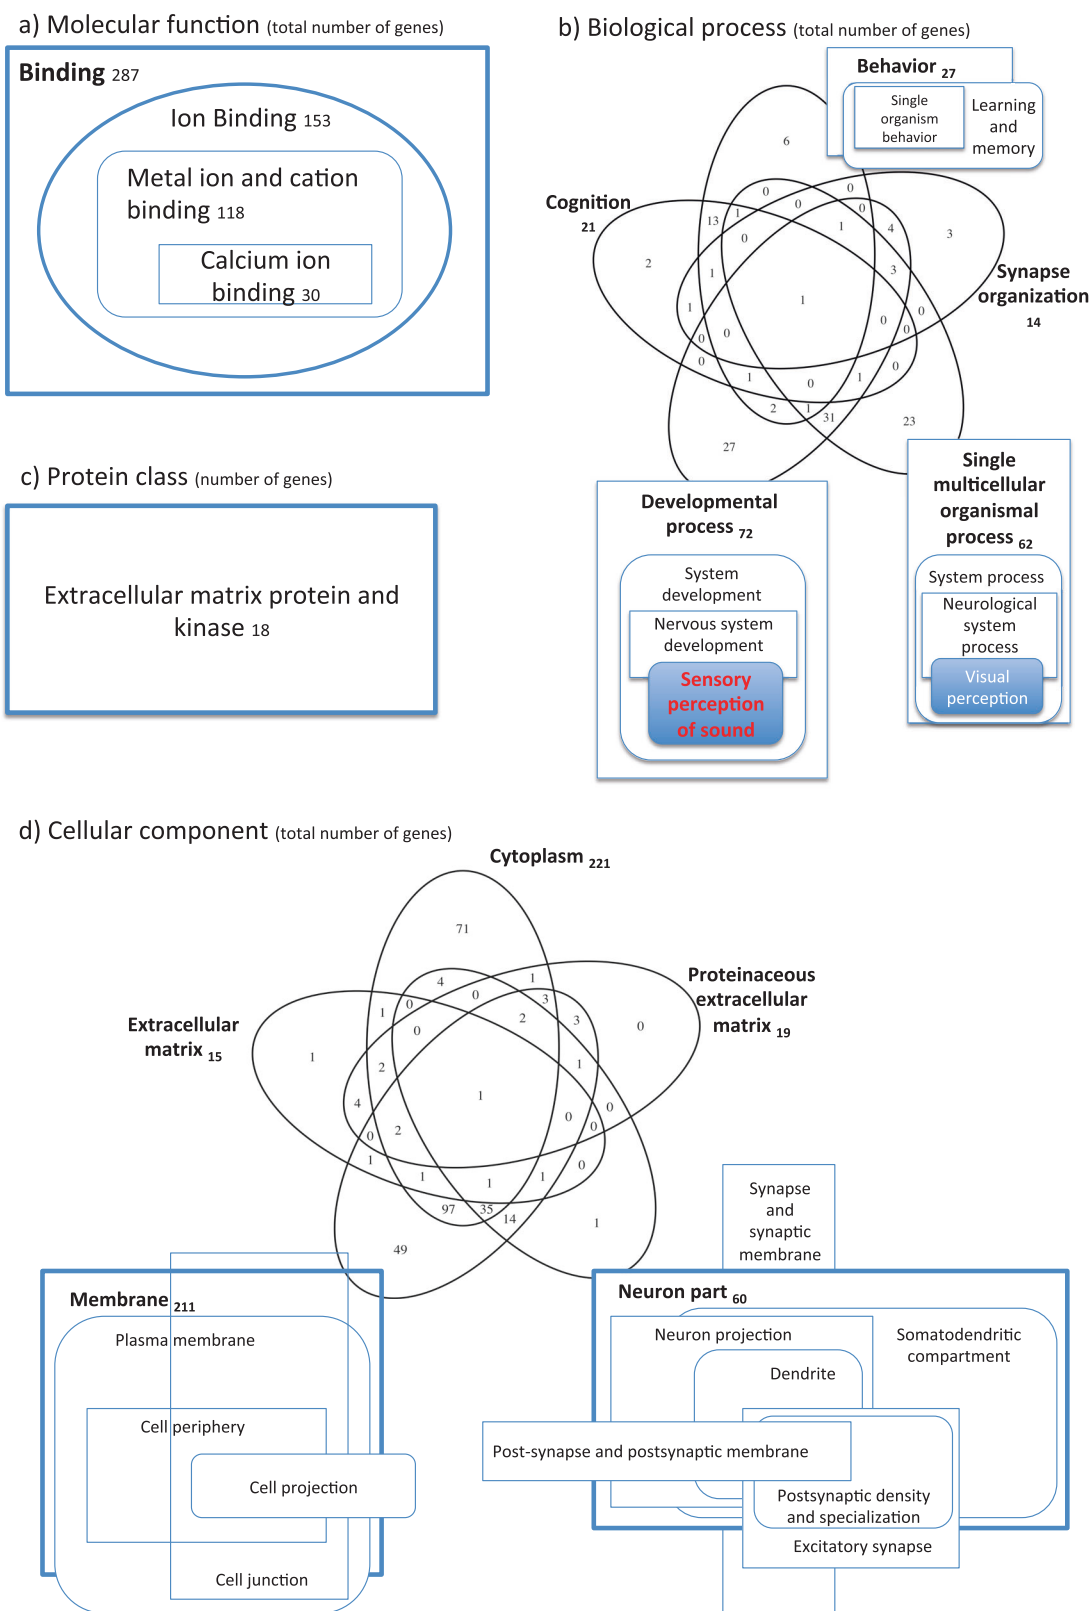 a) Molecular function (total number of genes)
Binding 287
Ion Binding 153
Metal ion and cation
binding 118
Calcium ion
binding 30
b) Biological process (total number of genes)
Behavior 27
Single
organism
behavior
Learning
and
memory
Cognition
21
Synapse
organization
14
6
0
0
0
0
13
1
1
4
3
0
2
1
3
1
1
0
0
0
0
0
0
0
1
0
1
2
1
31
23
27
Developmental
process 72
System
development
Nervous system
development
Sensory
perception
of sound
Single
multicellular
organismal
process 62
System process
Neurological
system
process
Visual
perception
c) Protein class (number of genes)
Extracellular matrix protein and
kinase 18
d) Cellular component (total number of genes)
Cytoplasm 221
Proteinaceous
extracellular
matrix 19
Extracellular
matrix 15
71
4
1
0
3
1
0
2
3
0
0
1
2
1
1
4
0
0
0
2
0
1
0
1
1
1
97
35
14
1
49
Membrane 211
Plasma membrane
Cell periphery
Cell projection
Cell junction
Synapse
and
synaptic
membrane
Neuron part 60
Neuron projection
Somatodendritic
compartment
Dendrite
Post-synapse and postsynaptic membrane
Postsynaptic density
and specialization
Excitatory synapse